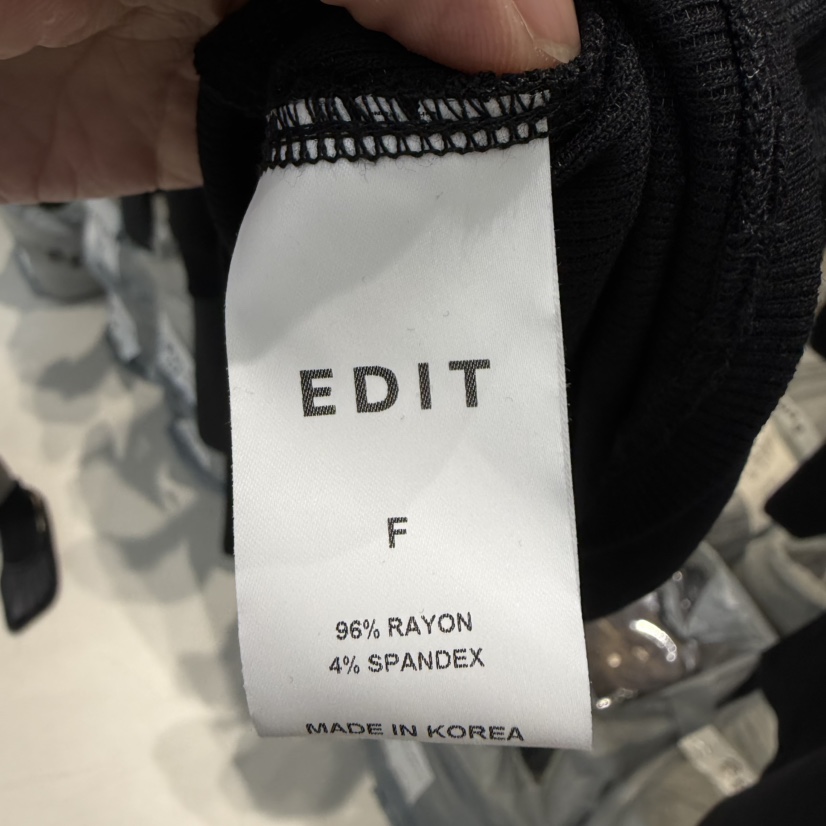 EDIT
F
96% RAYON
4% SPANDEX
MADE IN KOREA